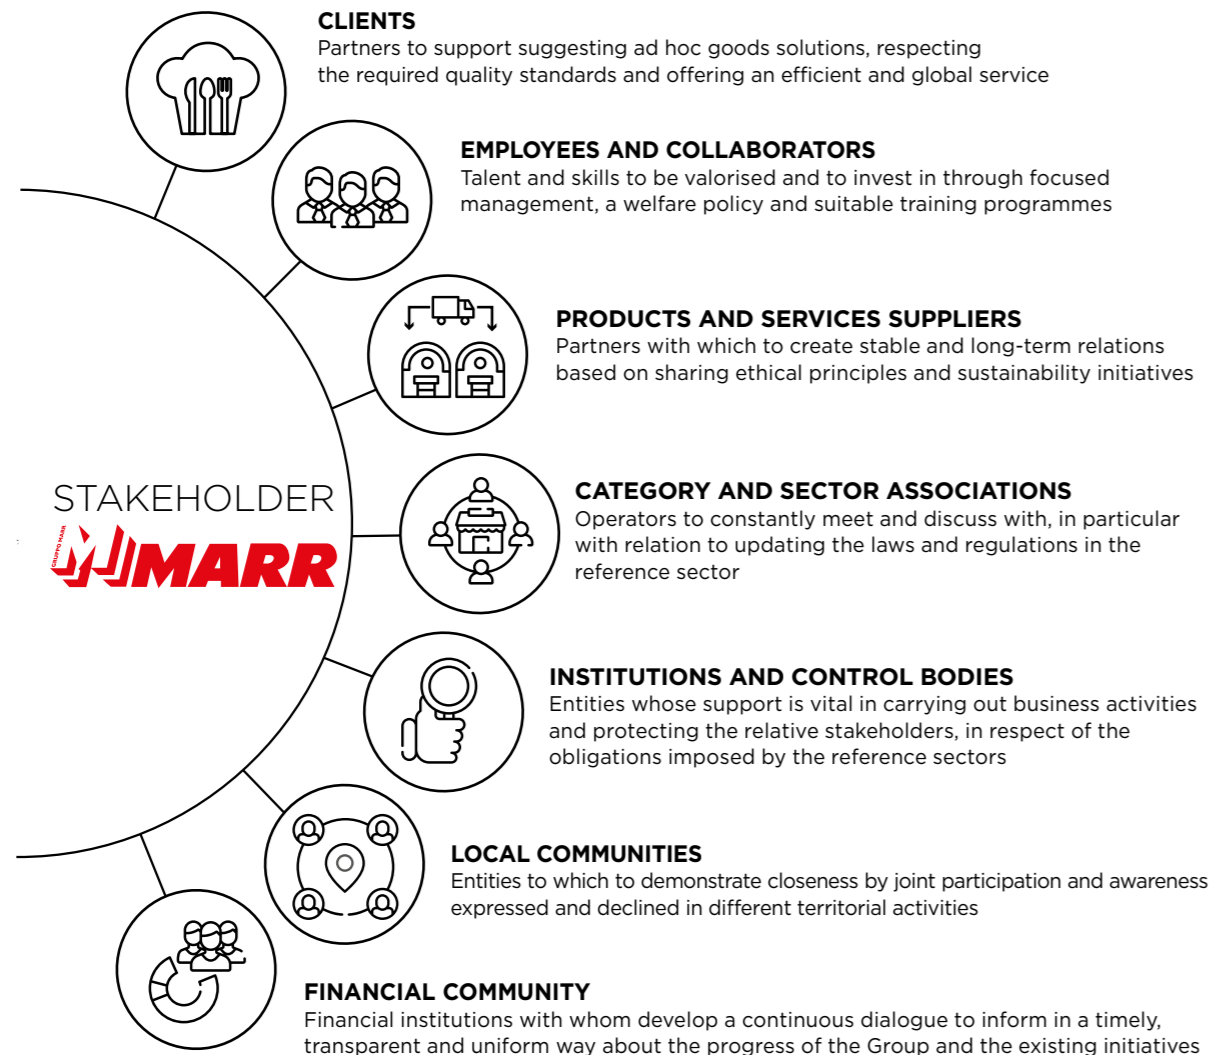 CLIENTS
Partners to support suggesting ad hoc goods solutions, respecting
the required quality standards and offering an efficient and global service
EMPLOYEES AND COLLABORATORS
Talent and skills to be valorised and to invest in through focused
management, a welfare policy and suitable training programmes
PRODUCTS AND SERVICES SUPPLIERS
Partners with which to create stable and long-term relations
based on sharing ethical principles and sustainability initiatives
STAKEHOLDER
GRUPPO MARR
MARR
CATEGORY AND SECTOR ASSOCIATIONS
Operators to constantly meet and discuss with, in particular
with relation to updating the laws and regulations in the
reference sector
INSTITUTIONS AND CONTROL BODIES
Entities whose support is vital in carrying out business activities
and protecting the relative stakeholders, in respect of the
obligations imposed by the reference sectors
LOCAL COMMUNITIES
Entities to which to demonstrate closeness by joint participation and awareness
expressed and declined in different territorial activities
FINANCIAL COMMUNITY
Financial institutions with whom develop a continuous dialogue to inform in a timely,
transparent and uniform way about the progress of the Group and the existing initiatives